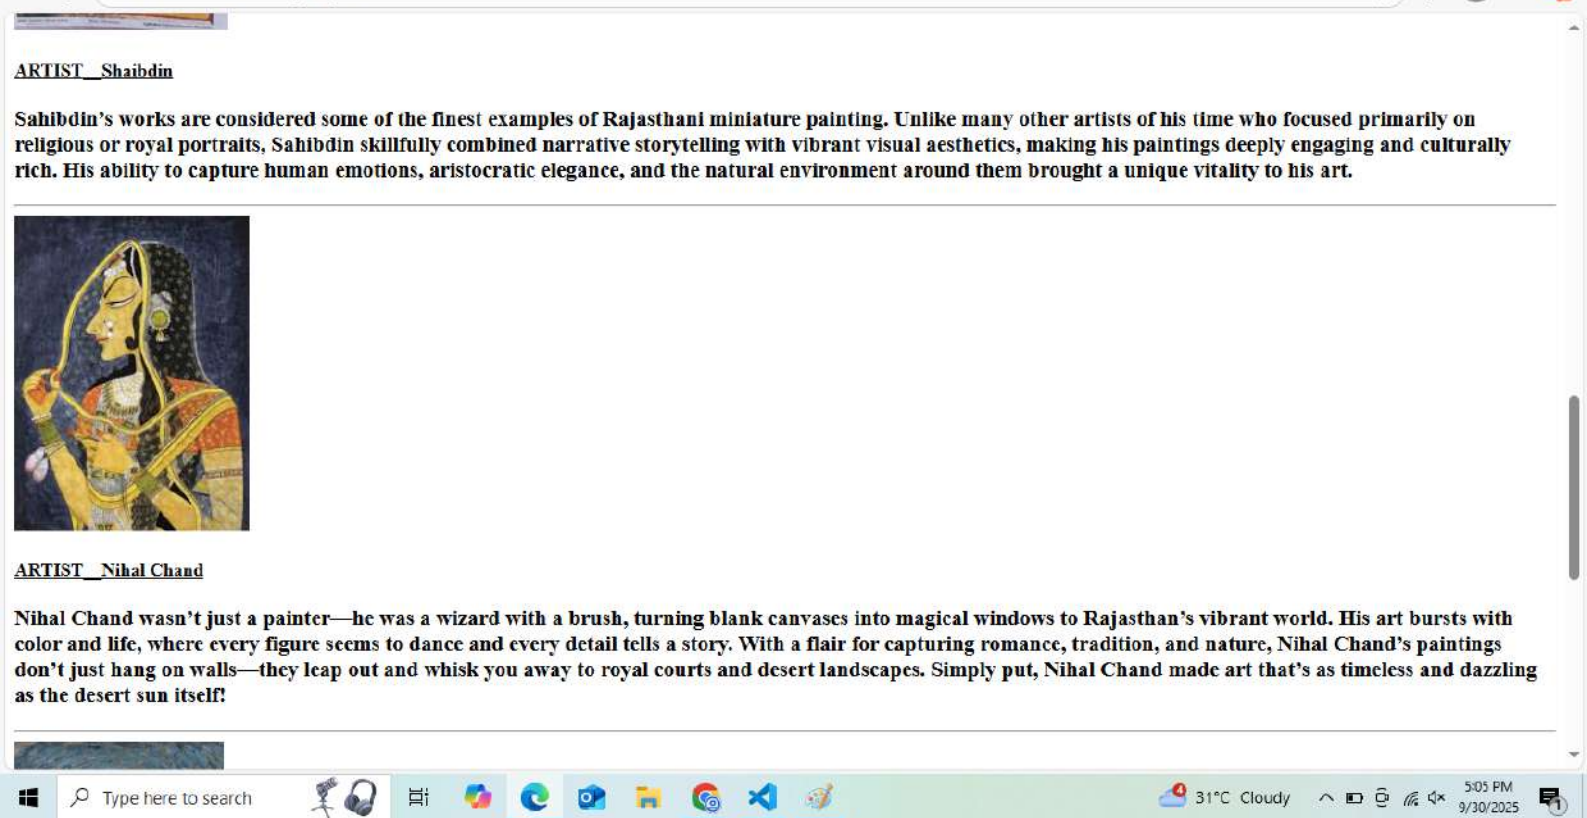 ARTIST__Shaibdin
Sahibdin’s works are considered some of the finest examples of Rajasthani miniature painting. Unlike many other artists of his time who focused primarily on
religious or royal portraits, Sahibdin skillfully combined narrative storytelling with vibrant visual aesthetics, making his paintings deeply engaging and culturally
rich. His ability to capture human emotions, aristocratic elegance, and the natural environment around them brought a unique vitality to his art.
ARTIST__Nihal Chand
Nihal Chand wasn’t just a painter—he was a wizard with a brush, turning blank canvases into magical windows to Rajasthan’s vibrant world. His art bursts with
color and life, where every figure seems to dance and every detail tells a story. With a flair for capturing romance, tradition, and nature, Nihal Chand’s paintings
don’t just hang on walls—they leap out and whisk you away to royal courts and desert landscapes. Simply put, Nihal Chand made art that’s as timeless and dazzling
as the desert sun itself!
Type here to search
4
31°C Cloudy
5:05 PM
9/30/2025
1